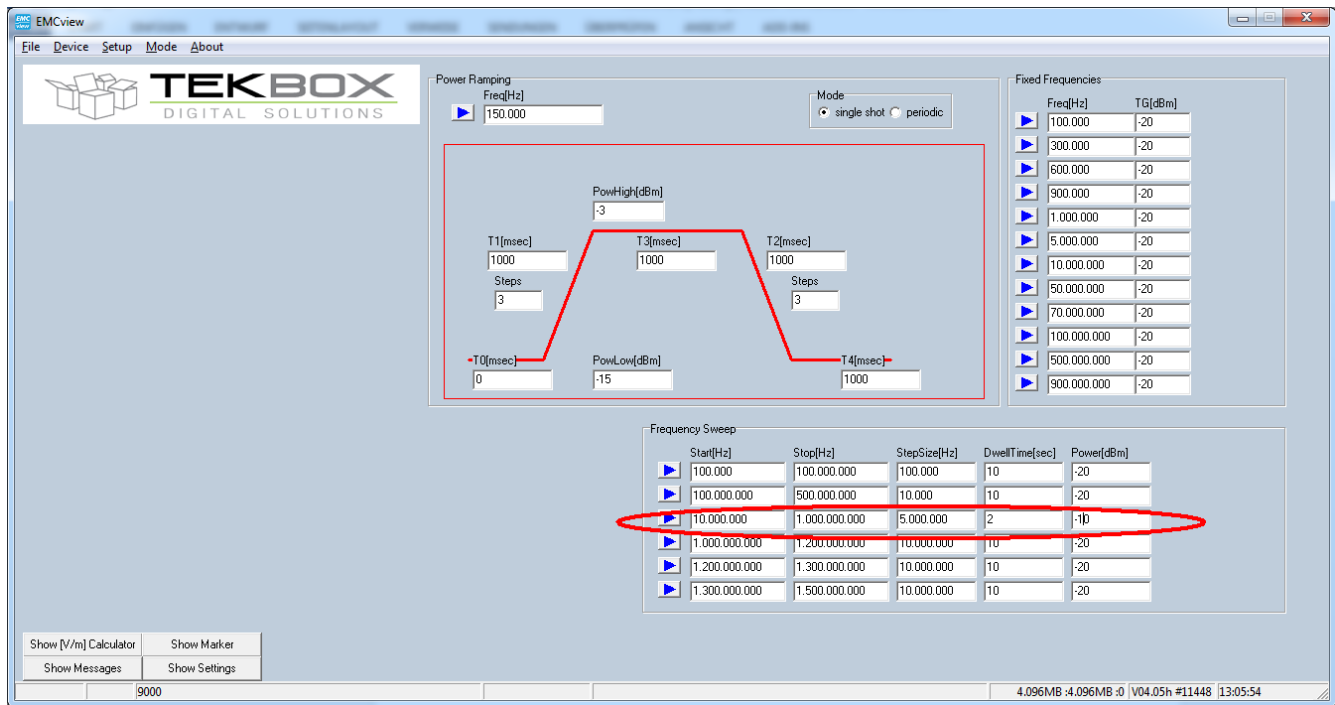 EMCview
File Device Setup Mode About
TEKBOX
DIGITAL SOLUTIONS
Power Ramping
Freq[Hz]
150.000
Mode
single shot periodic
PowHigh[dBm]
-3
T1[msec] T3[msec] T2[msec]
1000 1000 1000
Steps Steps
3 3
T0[msec] PowLow[dBm] T4[msec]
0 -15 1000
Fixed Frequencies
Freq[Hz] TG[dBm]
100.000 -20
300.000 -20
600.000 -20
900.000 -20
1.000.000 -20
5.000.000 -20
10.000.000 -20
50.000.000 -20
70.000.000 -20
100.000.000 -20
500.000.000 -20
900.000.000 -20
Frequency Sweep
Start[Hz] Stop[Hz] StepSize[Hz] DwellTime[sec] Power[dBm]
100.000 100.000.000 100.000 10 -20
100.000.000 500.000.000 10.000 10 -20
10.000.000 1.000.000.000 5.000.000 2 -10
1.000.000.000 1.200.000.000 10.000.000 10 -20
1.200.000.000 1.300.000.000 10.000.000 10 -20
1.300.000.000 1.500.000.000 10.000.000 10 -20
Show [V/m] Calculator Show Marker
Show Messages Show Settings
9000 4.096MB :4.096MB :0 V04.05h #11448 13:05:54